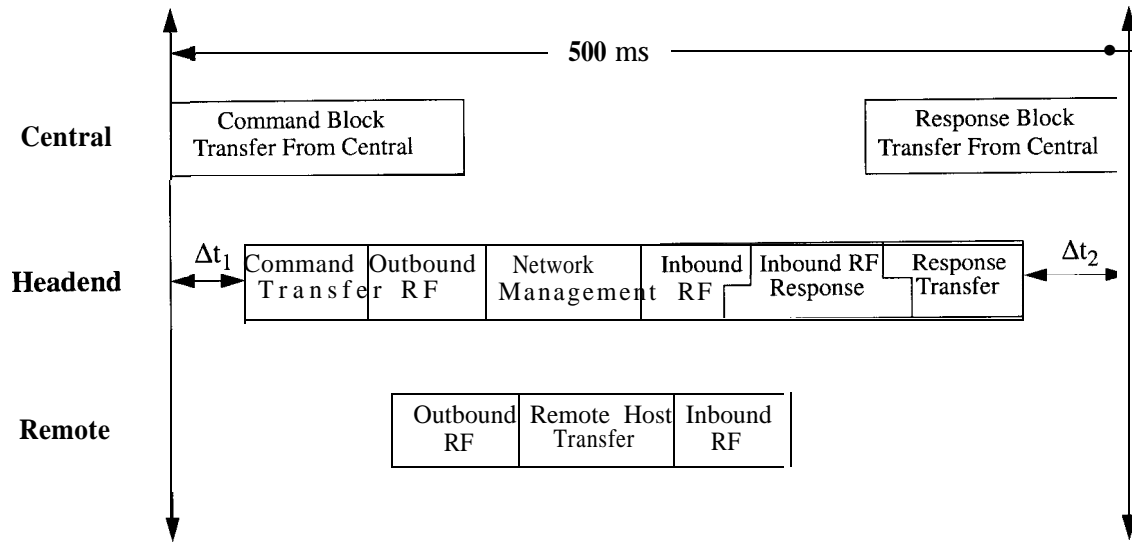 500 ms
Central
Command Block
Transfer From Central
Response Block
Transfer From Central
Headend
Δt1
Command
Transfer
Outbound
RF
Network
Management
Inbound
RF
Inbound RF
Response
Response
Transfer
Δt2
Remote
Outbound
RF
Remote Host
Transfer
Inbound
RF